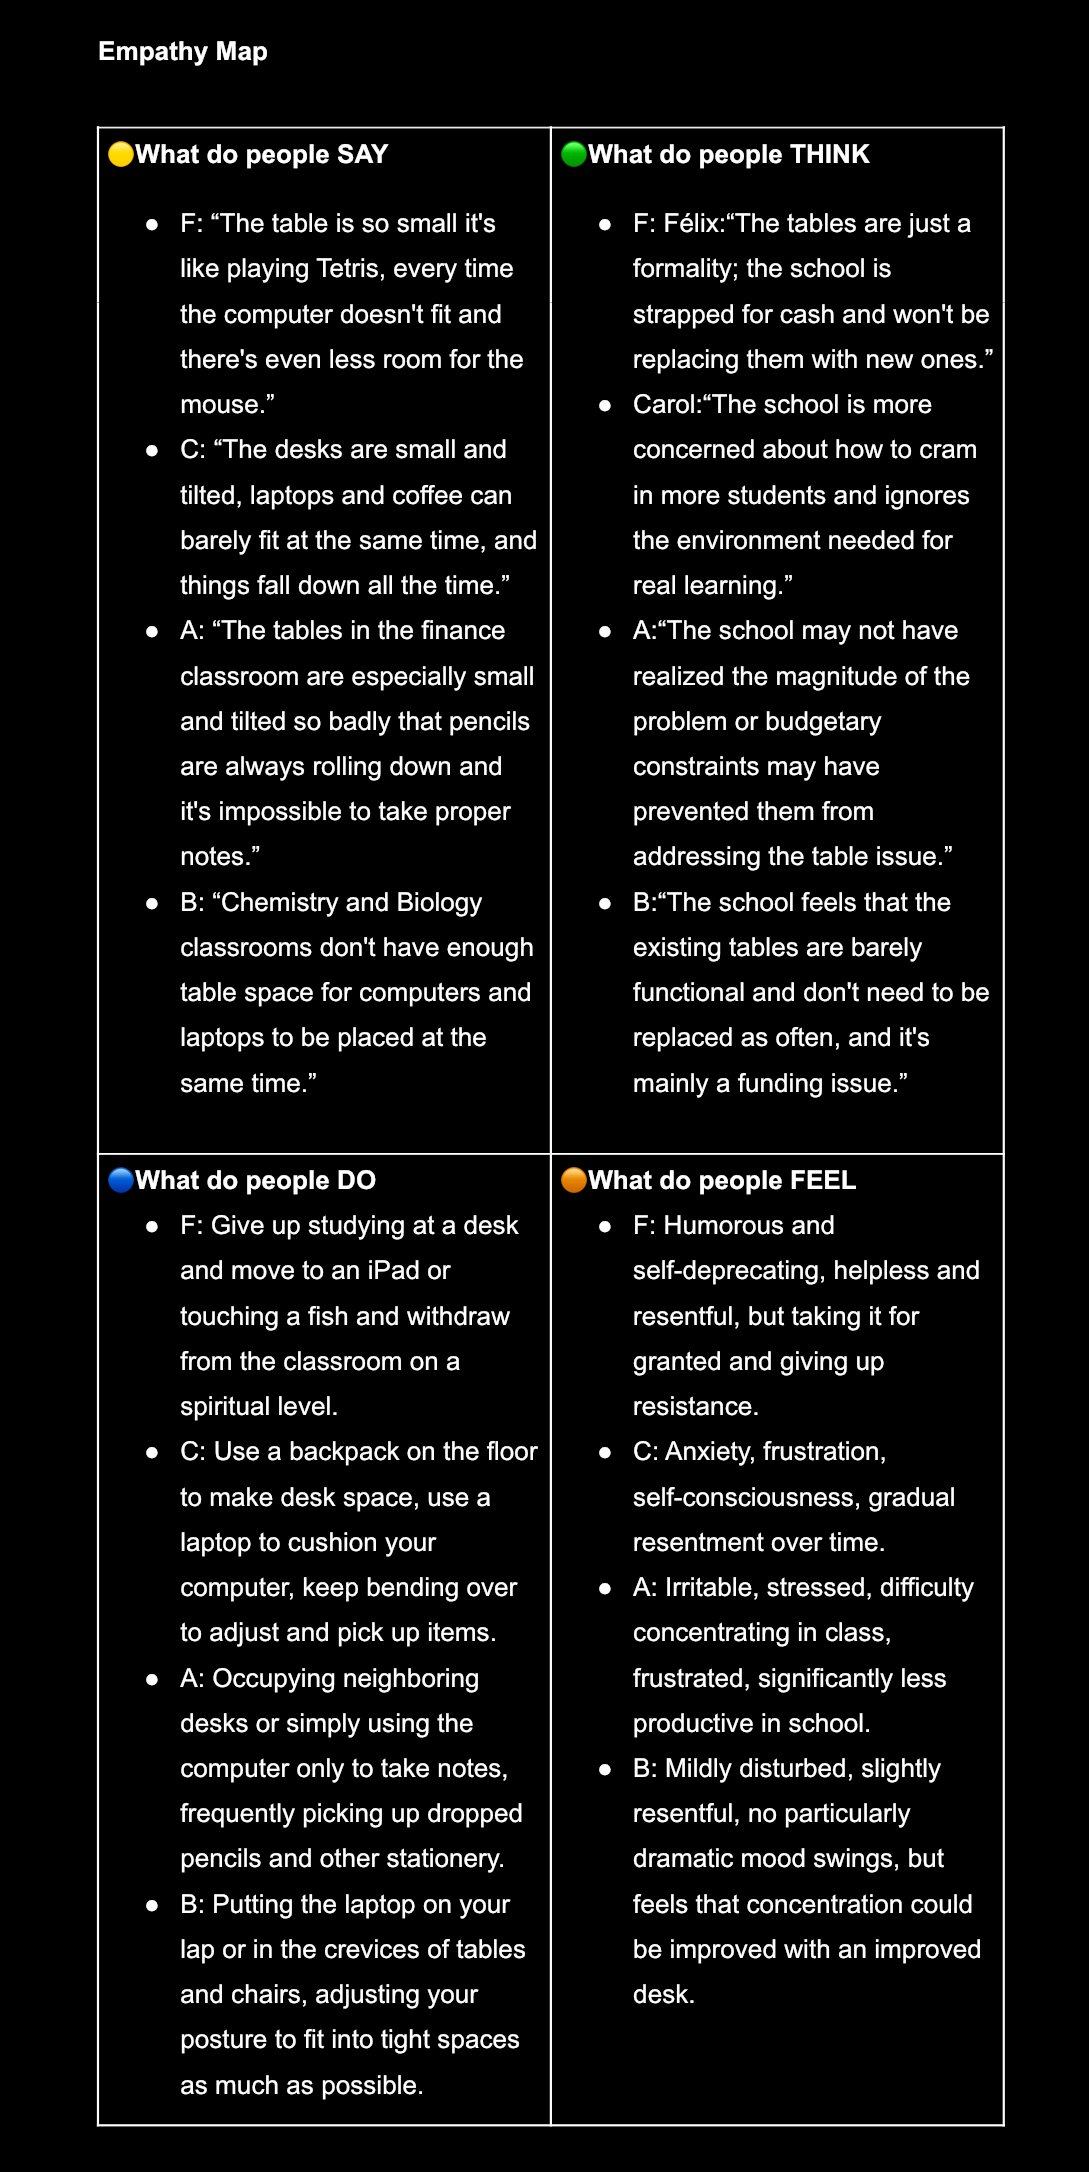 Empathy Map
🟡What do people SAY
● F: “The table is so small it's
like playing Tetris, every time
the computer doesn't fit and
there's even less room for the
mouse.”
● C: “The desks are small and
tilted, laptops and coffee can
barely fit at the same time, and
things fall down all the time.”
● A: “The tables in the finance
classroom are especially small
and tilted so badly that pencils
are always rolling down and
it's impossible to take proper
notes.”
● B: “Chemistry and Biology
classrooms don't have enough
table space for computers and
laptops to be placed at the
same time.”
🟢What do people THINK
● F: Félix:“The tables are just a
formality; the school is
strapped for cash and won't be
replacing them with new ones.”
● Carol:“The school is more
concerned about how to cram
in more students and ignores
the environment needed for
real learning.”
● A:“The school may not have
realized the magnitude of the
problem or budgetary
constraints may have
prevented them from
addressing the table issue.”
● B:“The school feels that the
existing tables are barely
functional and don't need to be
replaced as often, and it's
mainly a funding issue.”
🔵What do people DO
● F: Give up studying at a desk
and move to an iPad or
touching a fish and withdraw
from the classroom on a
spiritual level.
● C: Use a backpack on the floor
to make desk space, use a
laptop to cushion your
computer, keep bending over
to adjust and pick up items.
● A: Occupying neighboring
desks or simply using the
computer only to take notes,
frequently picking up dropped
pencils and other stationery.
● B: Putting the laptop on your
lap or in the crevices of tables
and chairs, adjusting your
posture to fit into tight spaces
as much as possible.
🟠What do people FEEL
● F: Humorous and
self-deprecating, helpless and
resentful, but taking it for
granted and giving up
resistance.
● C: Anxiety, frustration,
self-consciousness, gradual
resentment over time.
● A: Irritable, stressed, difficulty
concentrating in class,
frustrated, significantly less
productive in school.
● B: Mildly disturbed, slightly
resentful, no particularly
dramatic mood swings, but
feels that concentration could
be improved with an improved
desk.